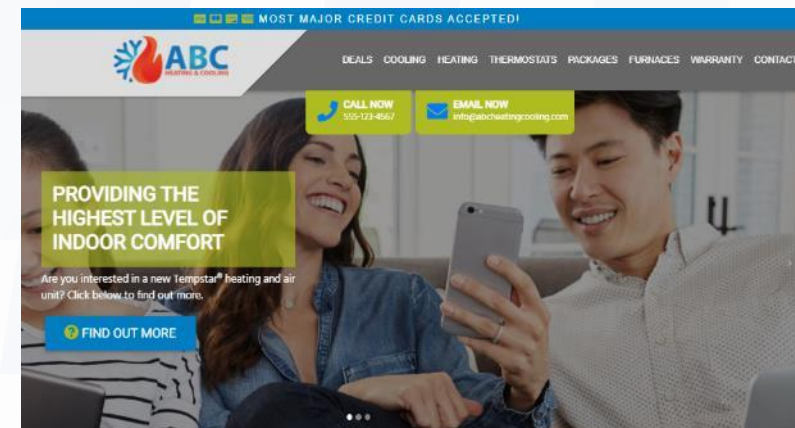 MOST MAJOR CREDIT CARDS ACCEPTED!
ABC
HEATING & COOLING
DEALS COOLING HEATING THERMOSTATS PACKAGES FURNACES WARRANTY CONTACT
CALL NOW
555-123-4567
EMAIL NOW
info@abcheatingcooling.com
PROVIDING THE
HIGHEST LEVEL OF
INDOOR COMFORT
Are you interested in a new Tempstar® heating and air
unit? Click below to find out more.
FIND OUT MORE